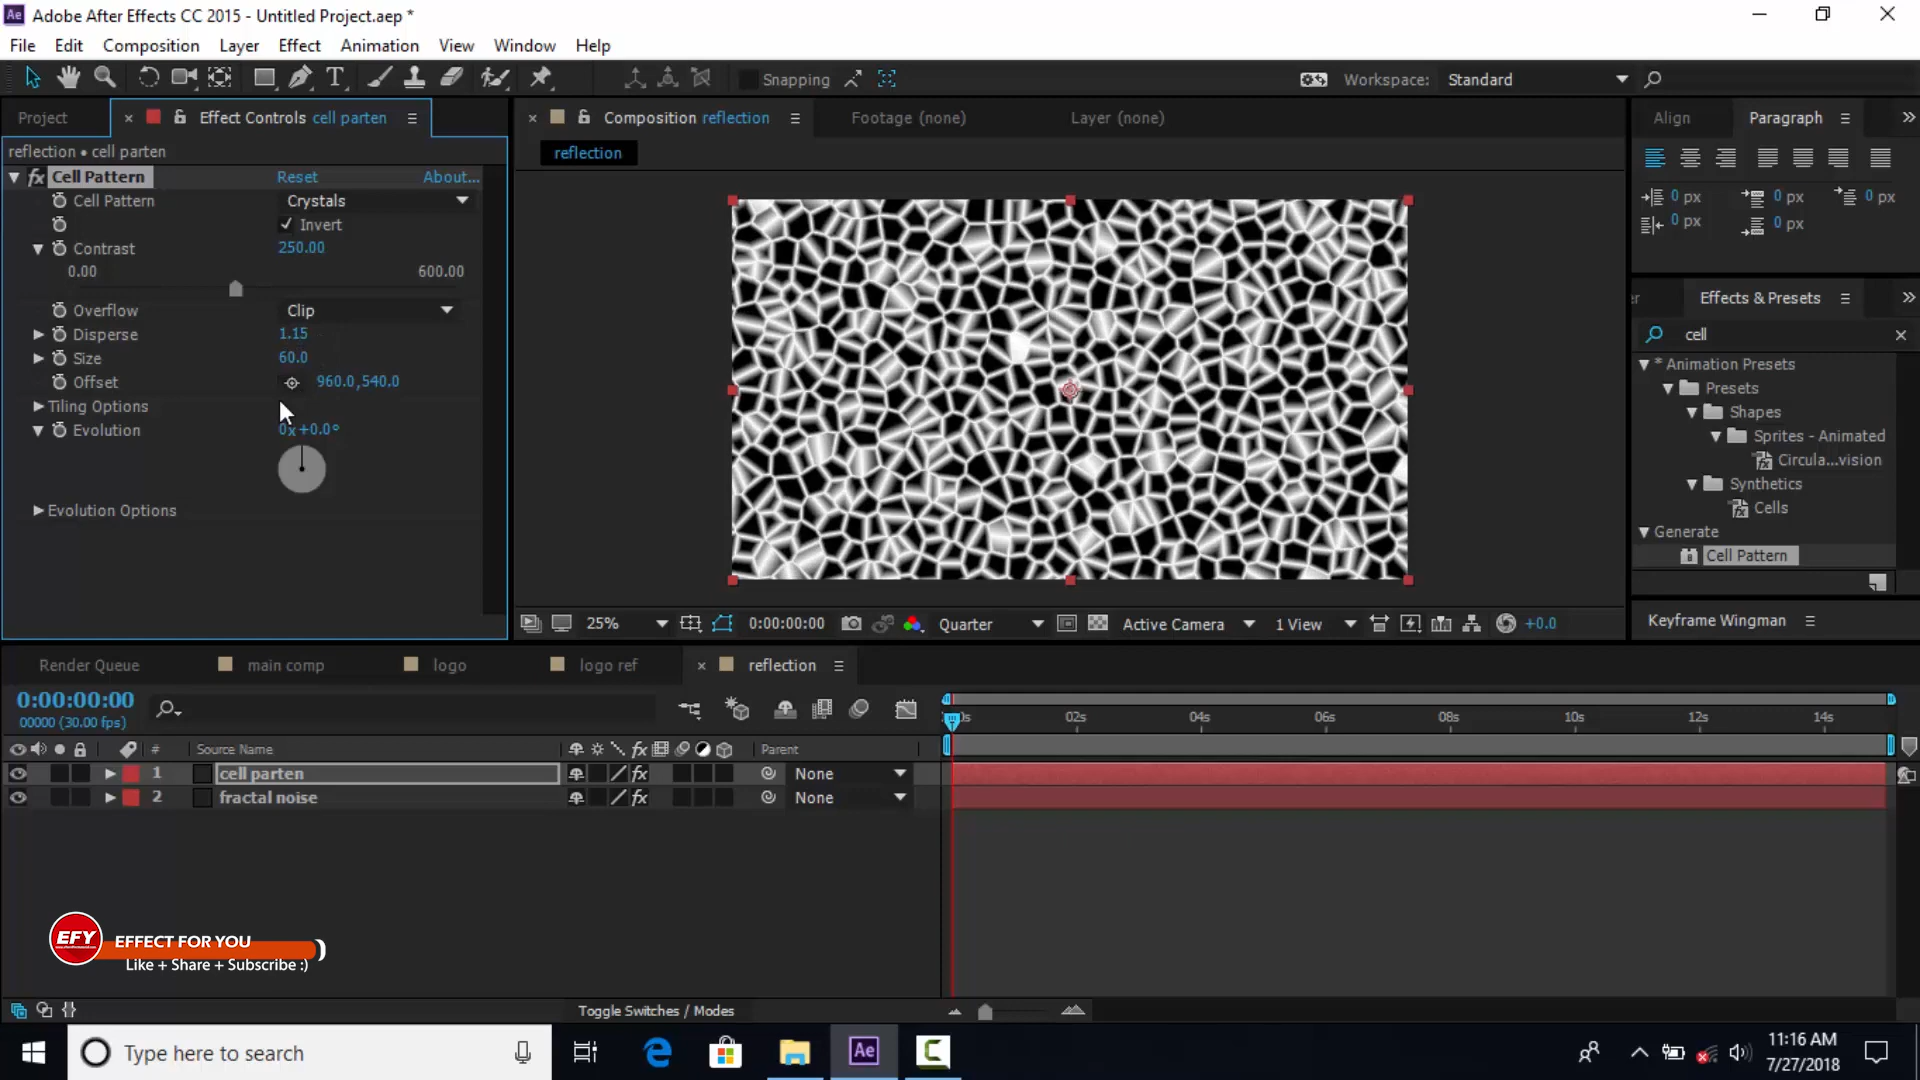 Ae Adobe After Effects CC 2015 - Untitled Project.aep *
File Edit Composition Layer Effect Animation View Window Help
Snapping Workspace: Standard
Project × Effect Controls cell parten
reflection • cell parten
fx Cell Pattern Reset About...
Cell Pattern Crystals
Invert
Contrast 250.00
0.00 600.00
Overflow Clip
Disperse 1.15
Size 60.0
Offset 960.0,540.0
Tiling Options
Evolution 0x+0.0°
Evolution Options
× Composition reflection Footage (none) Layer (none)
reflection
25% 0:00:00:00 Quarter Active Camera 1 View +0.0
Align Paragraph »
0 px 0 px 0 px
0 px 0 px
er Effects & Presets »
cell ×
* Animation Presets
Presets
Shapes
Sprites - Animated
Circula...vision
Synthetics
Cells
Generate
Cell Pattern
Keyframe Wingman
Render Queue main comp logo logo ref × reflection
0:00:00:00
00000 (30.00 fps)
0s 02s 04s 06s 08s 10s 12s 14s
# Source Name fx Parent
1 cell parten fx None
2 fractal noise fx None
EFY EFFECT FOR YOU
Like + Share + Subscribe :)
Toggle Switches / Modes
Type here to search Ae
11:16 AM
7/27/2018